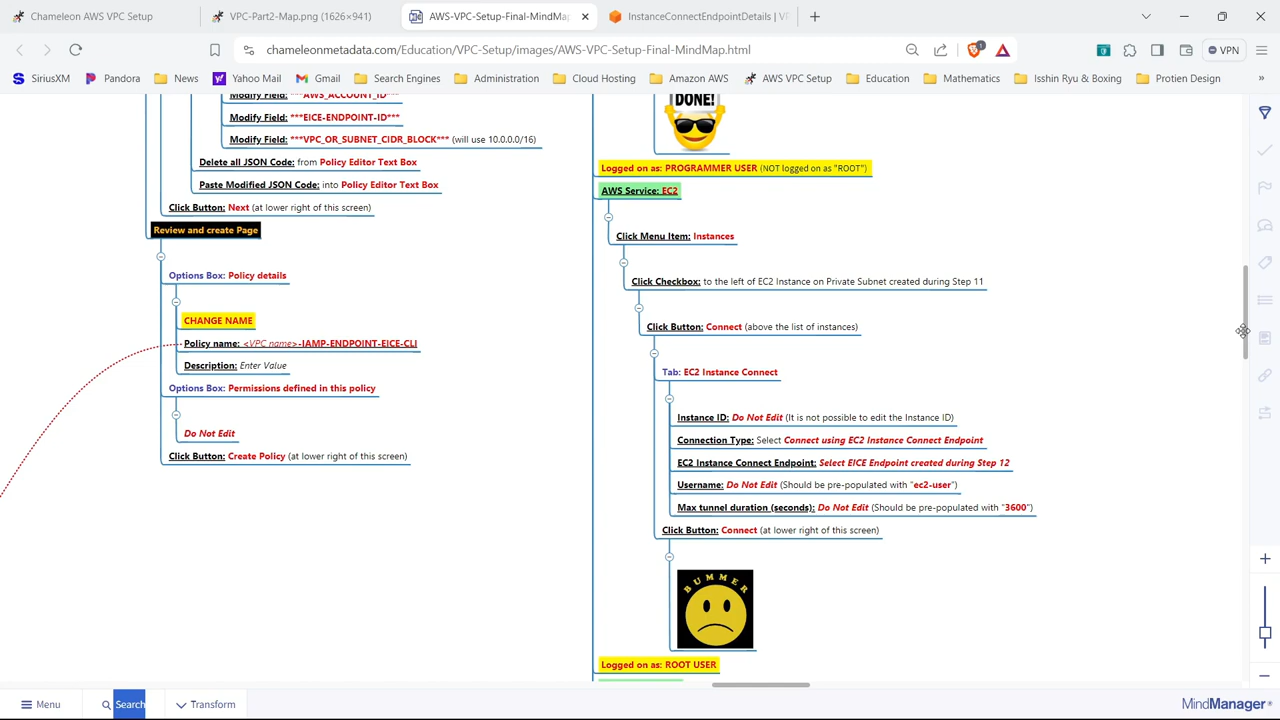 Chameleon AWS VPC Setup
VPC-Part2-Map.png (1626×941)
AWS-VPC-Setup-Final-MindMap
InstanceConnectEndpointDetails | VP
chameleonmetadata.com/Education/VPC-Setup/images/AWS-VPC-Setup-Final-MindMap.html
1
VPN
SiriusXM
Pandora
News
Yahoo Mail
Gmail
Search Engines
Administration
Cloud Hosting
Amazon AWS
AWS VPC Setup
Education
Mathematics
Isshin Ryu & Boxing
Protien Design
»
Modify Field: ***AWS_ACCOUNT_ID***
Modify Field: ***EICE-ENDPOINT-ID***
Modify Field: ***VPC_OR_SUBNET_CIDR_BLOCK*** (will use 10.0.0.0/16)
Delete all JSON Code: from Policy Editor Text Box
Paste Modified JSON Code: into Policy Editor Text Box
Click Button: Next (at lower right of this screen)
Review and create Page
Options Box: Policy details
CHANGE NAME
Policy name: <VPC name>-IAMP-ENDPOINT-EICE-CLI
Description: Enter Value
Options Box: Permissions defined in this policy
Do Not Edit
Click Button: Create Policy (at lower right of this screen)
DONE!
Logged on as: PROGRAMMER USER (NOT logged on as "ROOT")
AWS Service: EC2
Click Menu Item: Instances
Click Checkbox: to the left of EC2 Instance on Private Subnet created during Step 11
Click Button: Connect (above the list of instances)
Tab: EC2 Instance Connect
Instance ID: Do Not Edit (It is not possible to edit the Instance ID)
Connection Type: Select Connect using EC2 Instance Connect Endpoint
EC2 Instance Connect Endpoint: Select EICE Endpoint created during Step 12
Username: Do Not Edit (Should be pre-populated with "ec2-user")
Max tunnel duration (seconds): Do Not Edit (Should be pre-populated with "3600")
Click Button: Connect (at lower right of this screen)
BUMMER
Logged on as: ROOT USER
Menu
Search
Transform
MindManager®